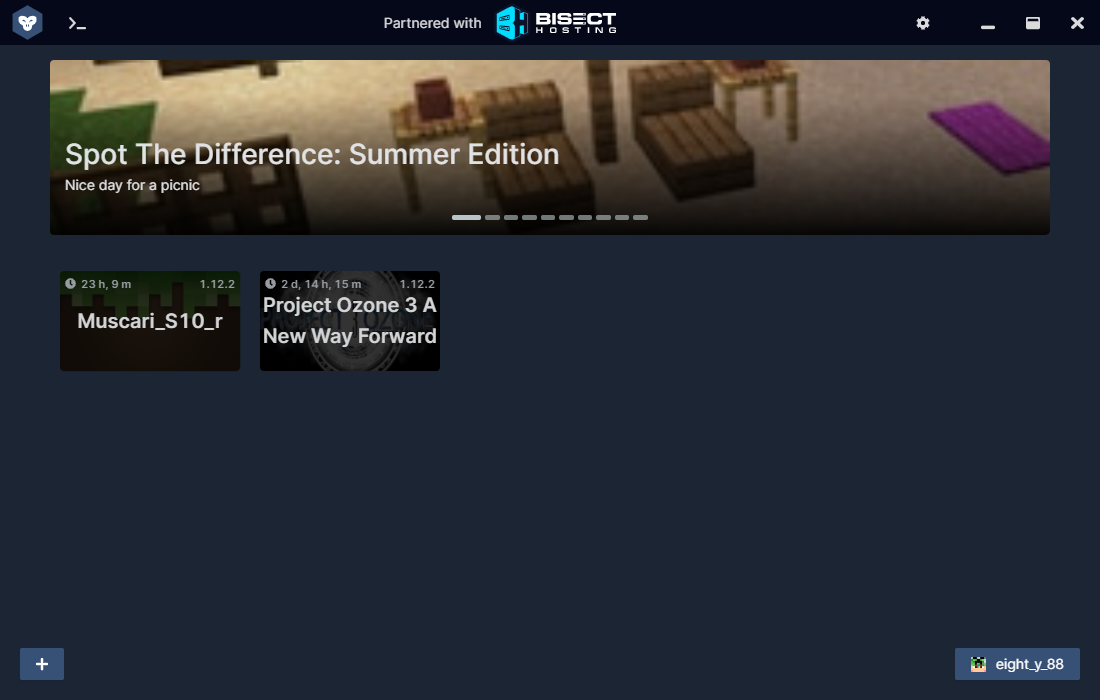 Partnered with BISECT HOSTING
Spot The Difference: Summer Edition
Nice day for a picnic
23 h, 9 m 1.12.2
Muscari_S10_r
2 d, 14 h, 15 m 1.12.2
Project Ozone 3 A
New Way Forward
eight_y_88